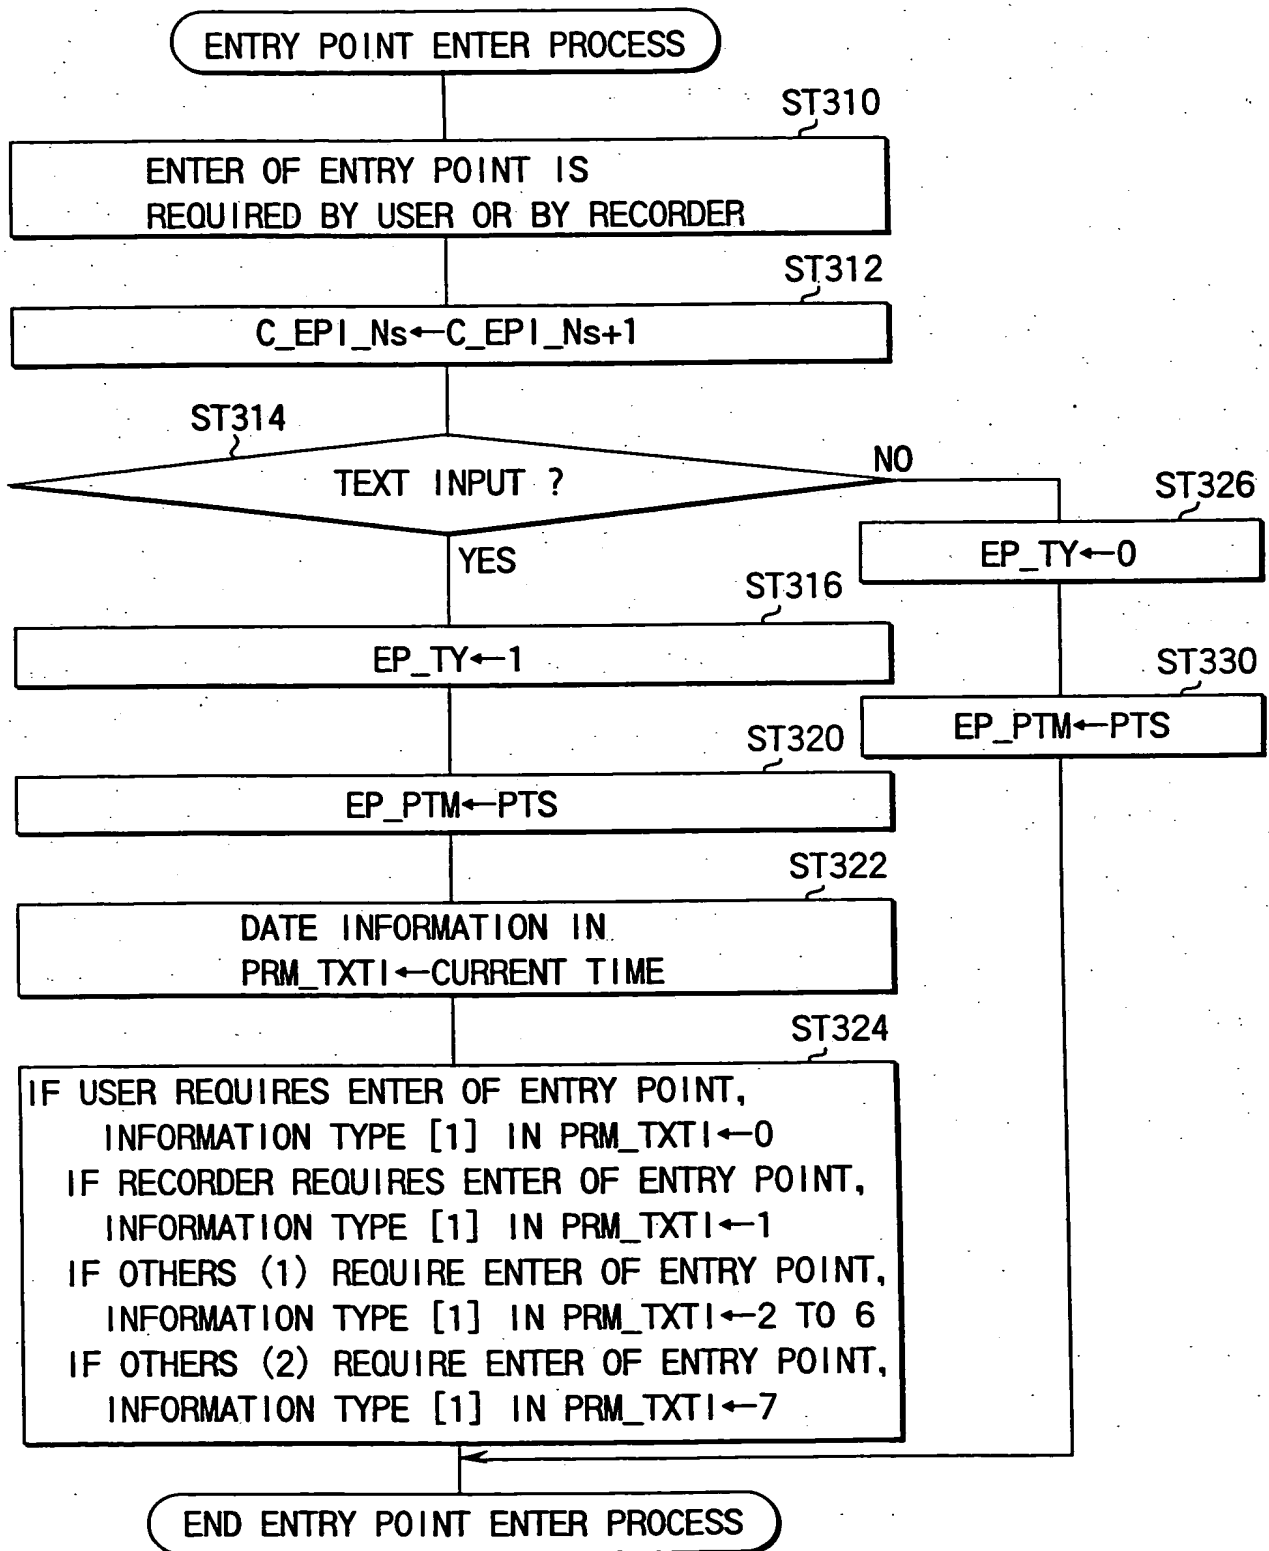 ENTRY POINT ENTER PROCESS
ST310
ENTER OF ENTRY POINT IS
REQUIRED BY USER OR BY RECORDER
ST312
C_EPI_Ns←C_EPI_Ns+1
ST314
TEXT INPUT ?
NO
YES
ST326
EP_TY←0
ST316
EP_TY←1
ST330
EP_PTM←PTS
ST320
EP_PTM←PTS
ST322
DATE INFORMATION IN
PRM_TXTI←CURRENT TIME
ST324
IF USER REQUIRES ENTER OF ENTRY POINT,
INFORMATION TYPE [1] IN PRM_TXTI←0
IF RECORDER REQUIRES ENTER OF ENTRY POINT,
INFORMATION TYPE [1] IN PRM_TXTI←1
IF OTHERS (1) REQUIRE ENTER OF ENTRY POINT,
INFORMATION TYPE [1] IN PRM_TXTI←2 TO 6
IF OTHERS (2) REQUIRE ENTER OF ENTRY POINT,
INFORMATION TYPE [1] IN PRM_TXTI←7
END ENTRY POINT ENTER PROCESS